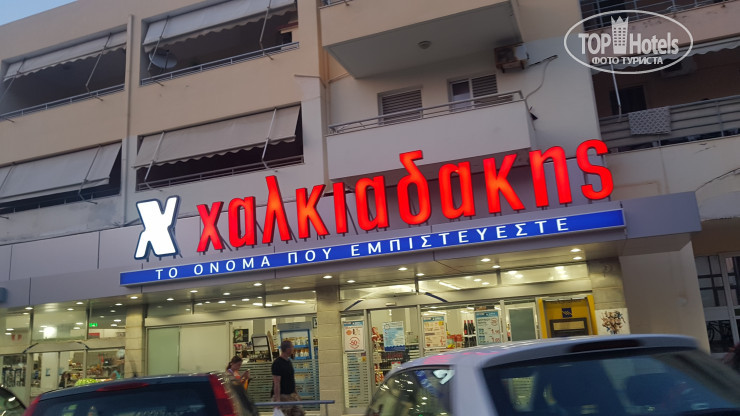 TOP Hotels
ФОТО ТУРИСТА
X χαλκιαδακης
ΤΟ ΟΝΟΜΑ ΠΟΥ ΕΜΠΙΣΤΕΥΕΣΤΕ